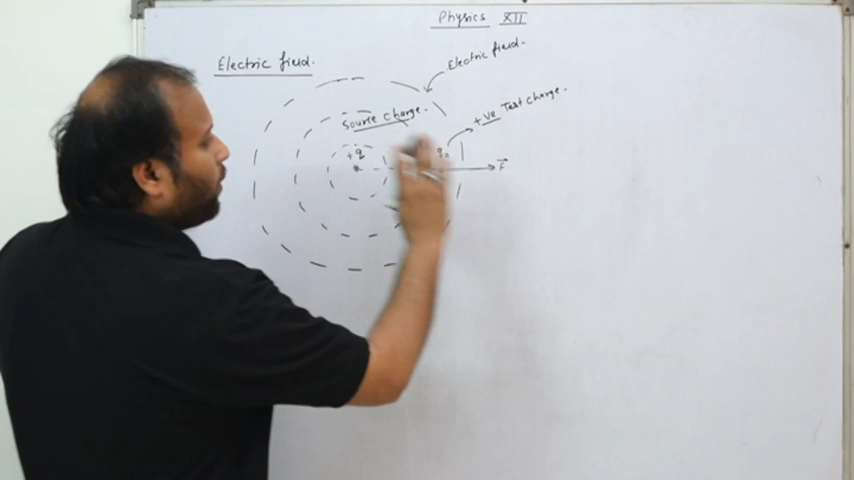 Physics XII
Electric field.
Electric field.
Source charge.
+ve Test charge.
+q
q₀
F⃗